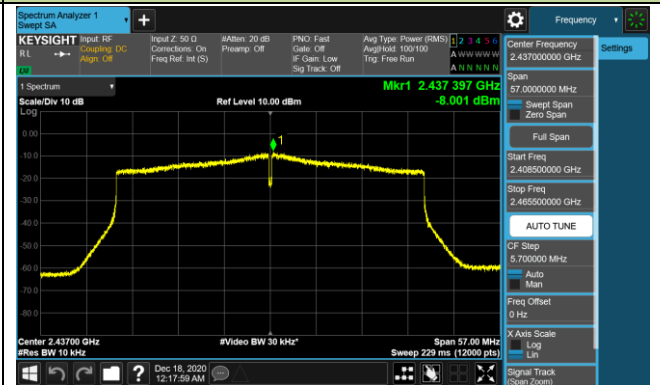 Spectrum Analyzer 1
Swept SA
+
Frequency
KEYSIGHT
RL
Input: RF
Coupling: DC
Align: Off
Input Z: 50 Ω
Corrections: On
Freq Ref: Int (S)
#Atten: 20 dB
Preamp: Off
PNO: Fast
Gate: Off
IF Gain: Low
Sig Track: Off
Avg Type: Power (RMS)
Avg|Hold: 100/100
Trig: Free Run
1 2 3 4 5 6
A W W W W W
A N N N N N
1 Spectrum
Scale/Div 10 dB
Log
Ref Level 10.00 dBm
Mkr1 2.437 397 GHz
-8.001 dBm
1
0.00
-10.0
-20.0
-30.0
-40.0
-50.0
-60.0
-70.0
-80.0
Center 2.43700 GHz
#Res BW 10 kHz
#Video BW 30 kHz*
Span 57.00 MHz
Sweep 229 ms (12000 pts)
Center Frequency
2.437000000 GHz
Settings
Span
57.0000000 MHz
Swept Span
Zero Span
Full Span
Start Freq
2.408500000 GHz
Stop Freq
2.465500000 GHz
AUTO TUNE
CF Step
5.700000 MHz
Auto
Man
Freq Offset
0 Hz
X Axis Scale
Log
Lin
Signal Track
(Span Zoom)
?
Dec 18, 2020
12:17:59 AM